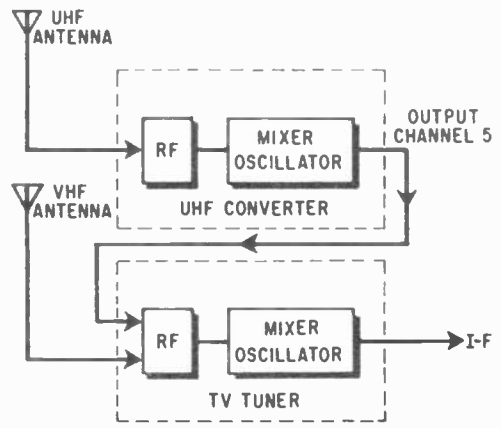 UHF
ANTENNA
RF
MIXER
OSCILLATOR
OUTPUT
CHANNEL 5
UHF CONVERTER
VHF
ANTENNA
RF
MIXER
OSCILLATOR
I-F
TV TUNER